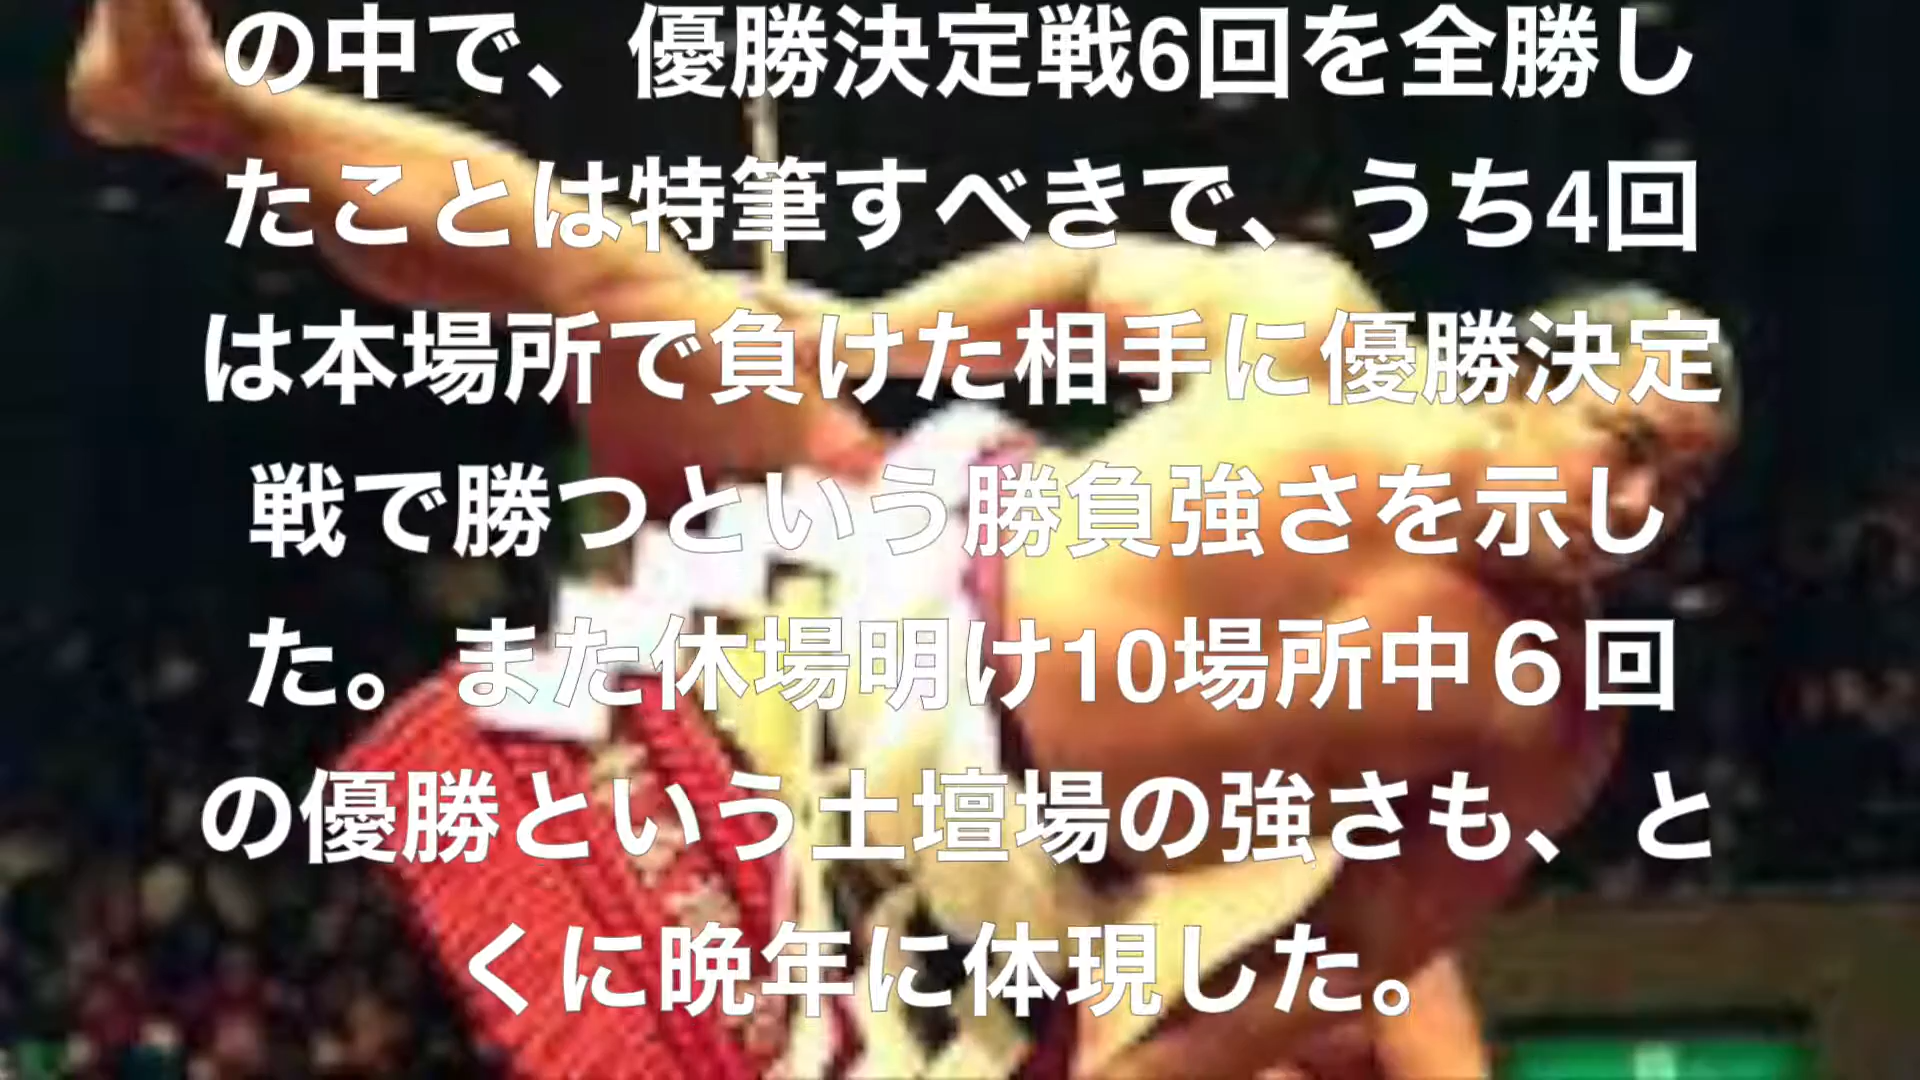 の中で、優勝決定戦6回を全勝し
たことは特筆すべきで、うち4回
は本場所で負けた相手に優勝決定
戦で勝つという勝負強さを示し
た。また休場明け10場所中６回
の優勝という土壇場の強さも、と
くに晩年に体現した。